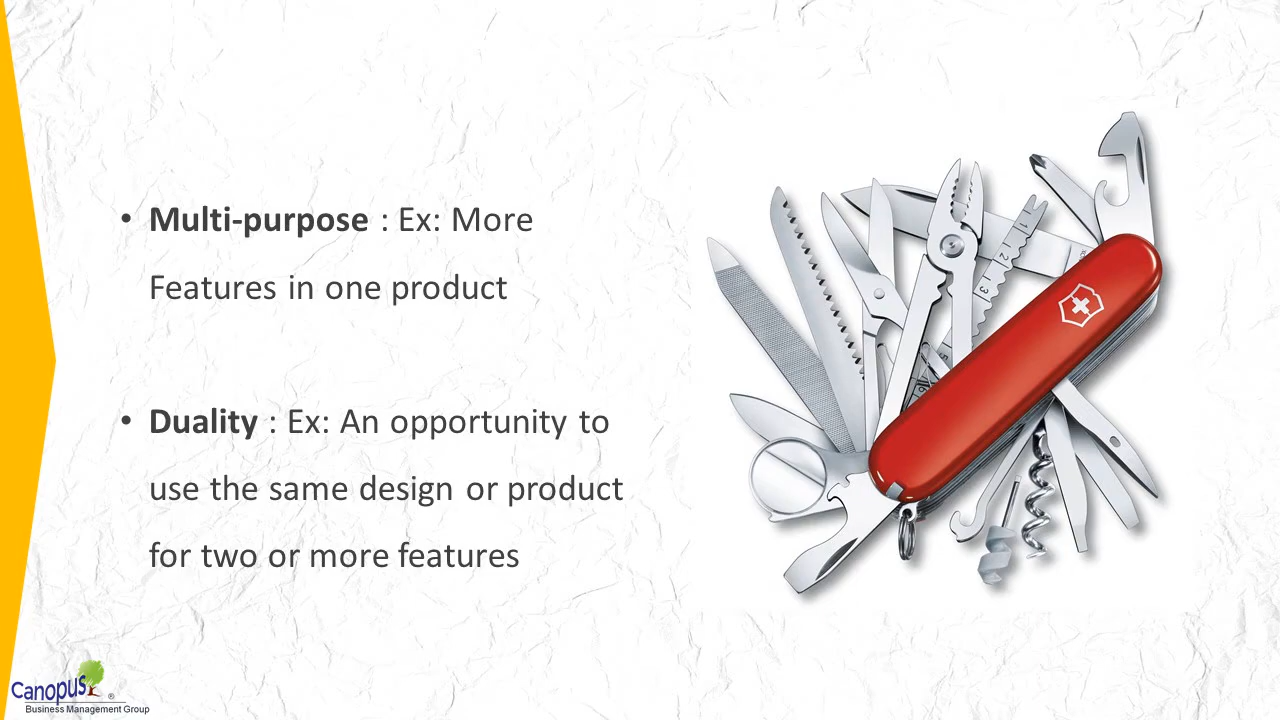 • Multi-purpose : Ex: More
Features in one product
• Duality : Ex: An opportunity to
use the same design or product
for two or more features
Canopus ®
Business Management Group